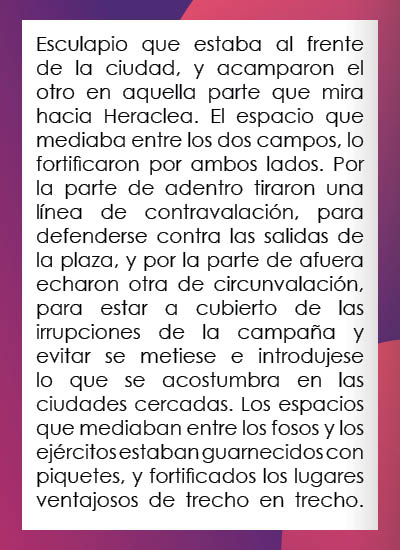 Esculapio que estaba al frente
de la ciudad, y acamparon el
otro en aquella parte que mira
hacia Heraclea. El espacio que
mediaba entre los dos campos, lo
fortificaron por ambos lados. Por
la parte de adentro tiraron una
línea de contravalación, para
defenderse contra las salidas de
la plaza, y por la parte de afuera
echaron otra de circunvalación,
para estar a cubierto de las
irrupciones de la campaña y
evitar se metiese e introdujese
lo que se acostumbra en las
ciudades cercadas. Los espacios
que mediaban entre los fosos y los
ejércitos estaban guarnecidos con
piquetes, y fortificados los lugares
ventajosos de trecho en trecho.